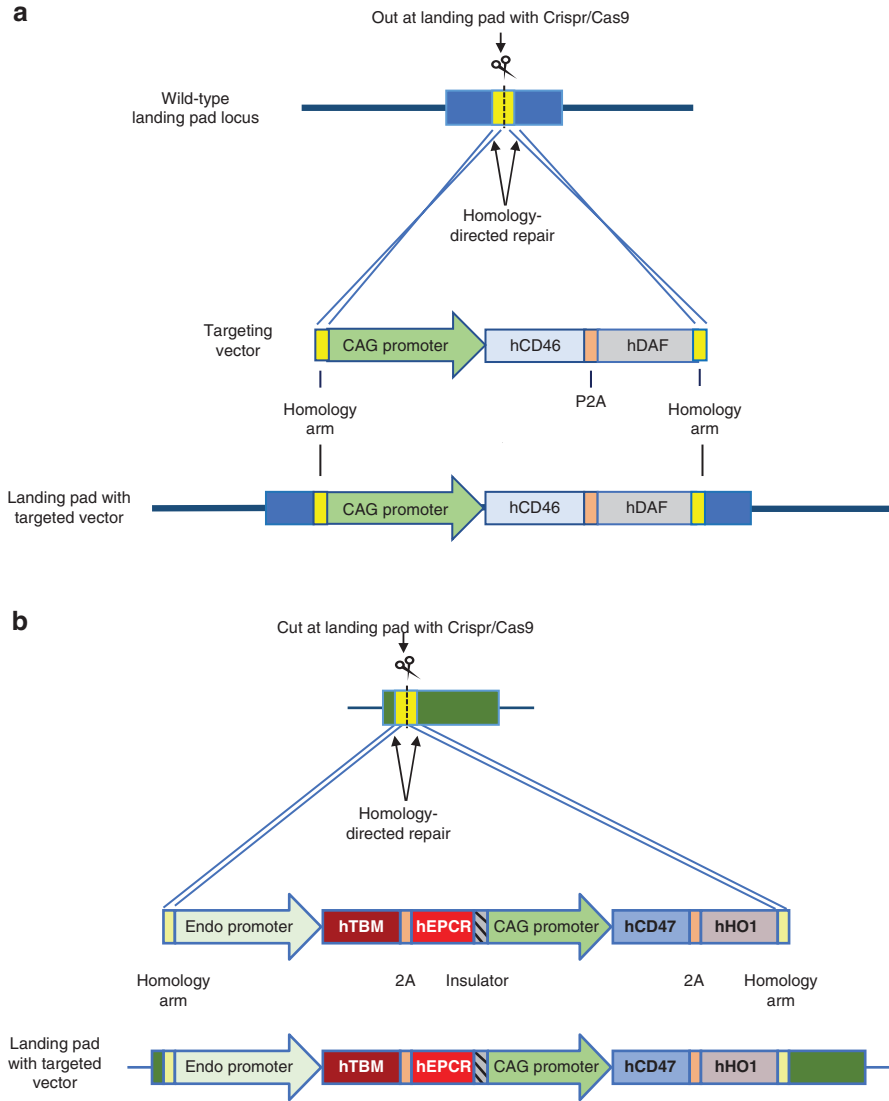 a
Out at landing pad with Crispr/Cas9
Wild-type
landing pad locus
Homology-
directed repair
Targeting
vector
CAG promoter
hCD46
hDAF
P2A
Homology
arm
Homology
arm
Landing pad with
targeted vector
CAG promoter
hCD46
hDAF
b
Cut at landing pad with Crispr/Cas9
Homology-
directed repair
Endo promoter
hTBM
hEPCR
CAG promoter
hCD47
hHO1
Homology
arm
2A
Insulator
2A
Homology
arm
Landing pad
with targeted
vector
Endo promoter
hTBM
hEPCR
CAG promoter
hCD47
hHO1